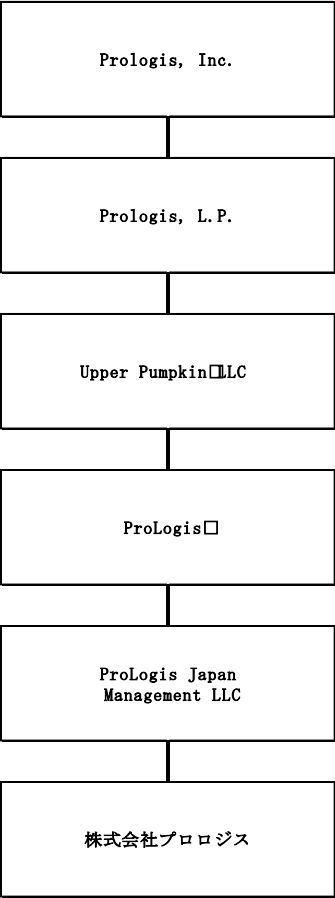 Prologis, Inc.
Prologis, L.P.
Upper Pumpkin□LLC
ProLogis□
ProLogis Japan
Management LLC
株式会社プロロジス